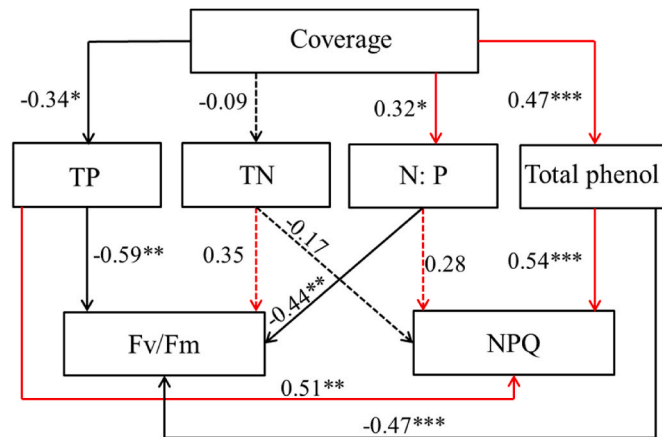 Coverage
-0.34*
-0.09
0.32*
0.47***
TP
TN
N: P
Total phenol
-0.59**
0.35
-0.17
-0.44**
0.28
0.54***
Fv/Fm
NPQ
0.51**
-0.47***